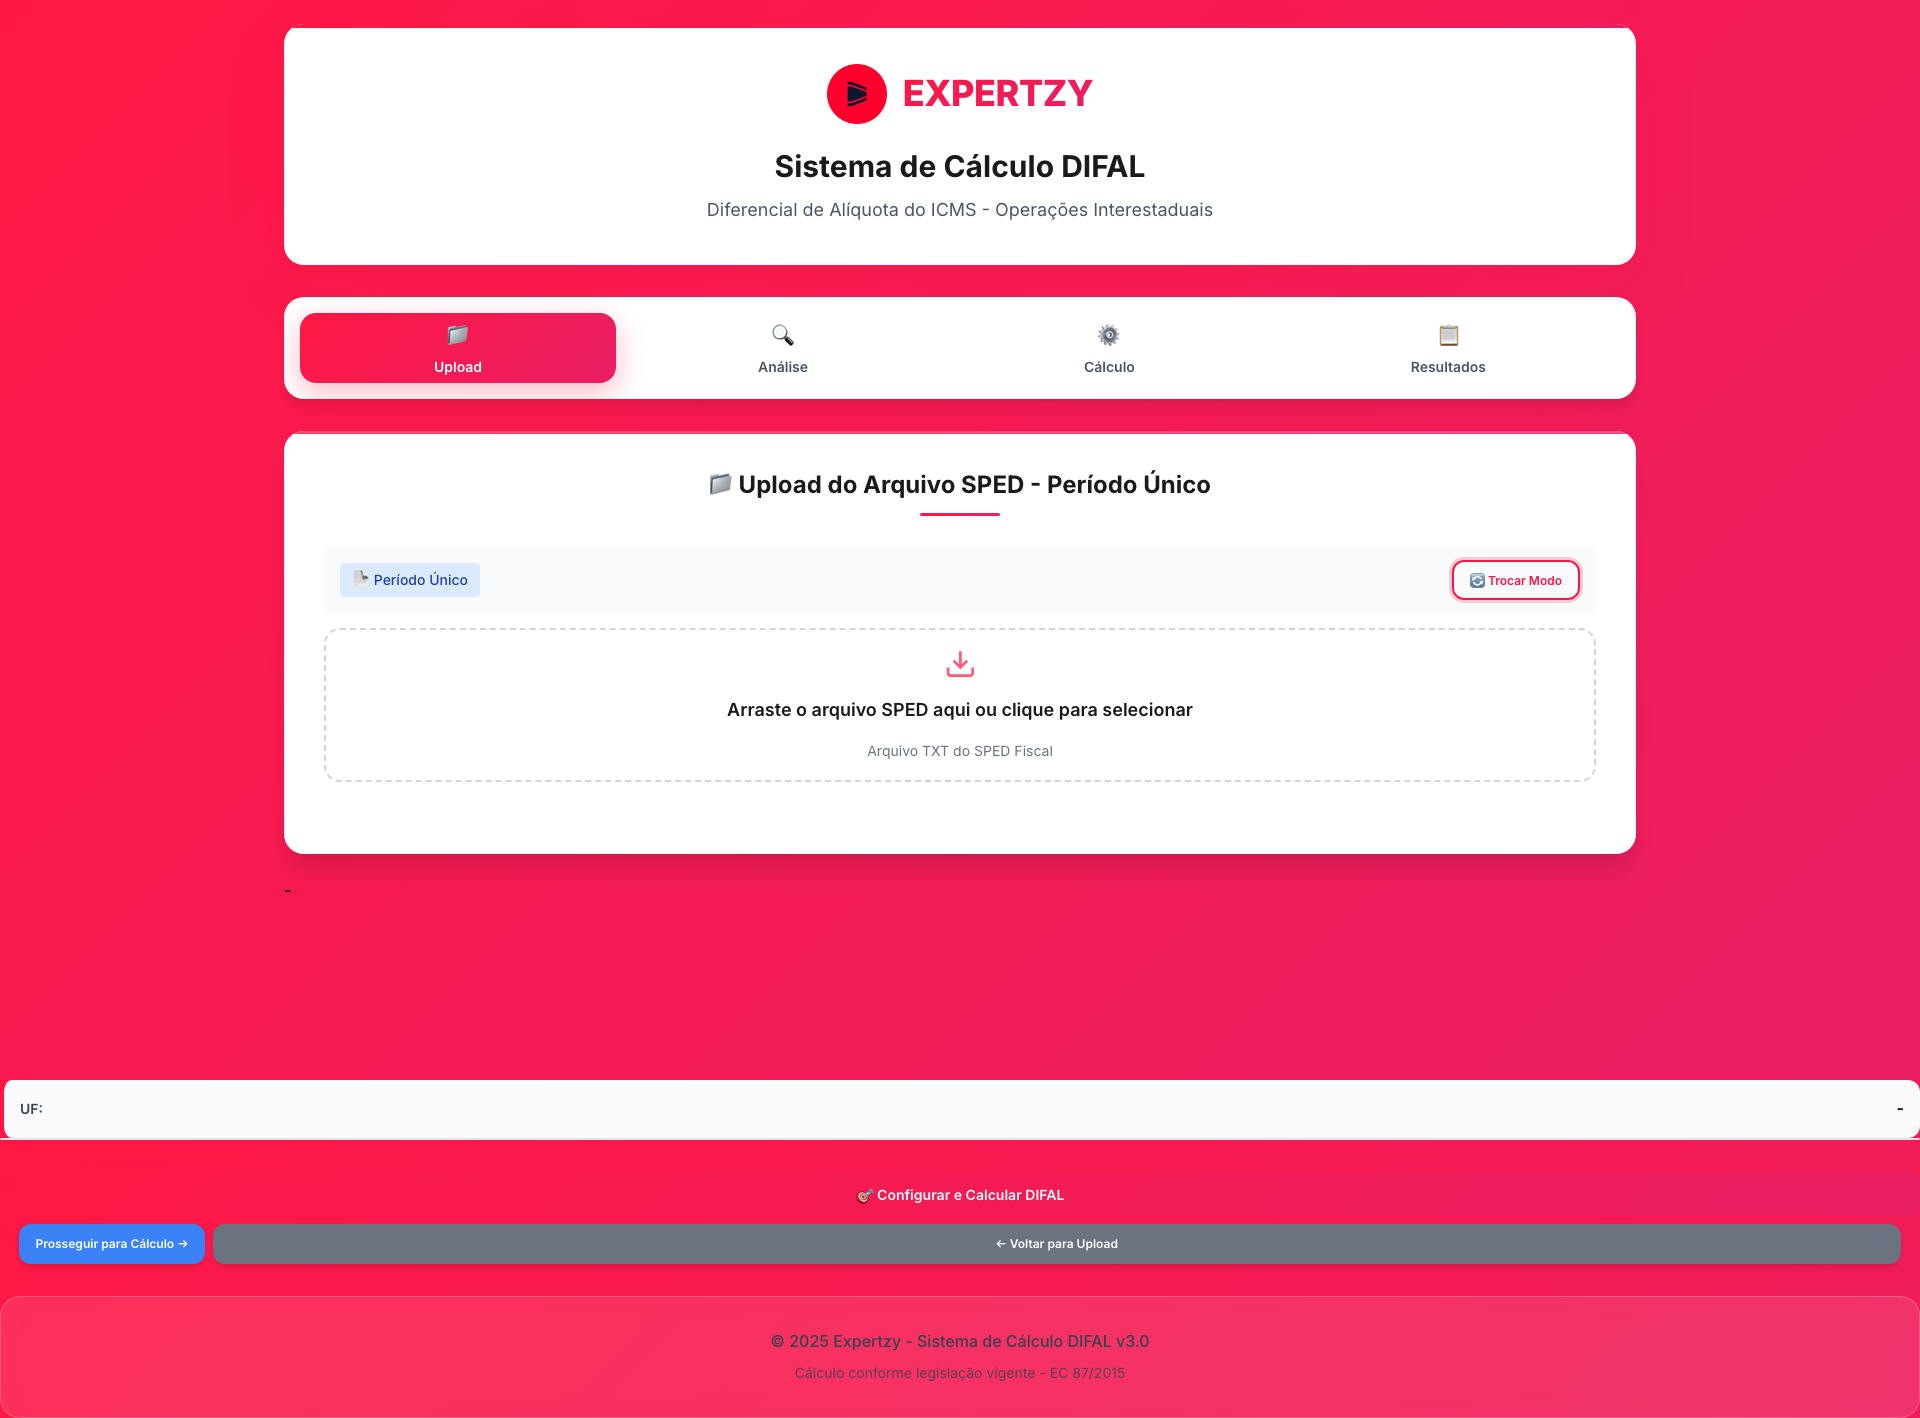 EXPERTZY
Sistema de Cálculo DIFAL
Diferencial de Alíquota do ICMS - Operações Interestaduais
Upload
Análise
Cálculo
Resultados
Upload do Arquivo SPED - Período Único
Período Único
Trocar Modo
Arraste o arquivo SPED aqui ou clique para selecionar
Arquivo TXT do SPED Fiscal
-
UF:
-
Configurar e Calcular DIFAL
Prosseguir para Cálculo →
← Voltar para Upload
© 2025 Expertzy - Sistema de Cálculo DIFAL v3.0
Cálculo conforme legislação vigente - EC 87/2015